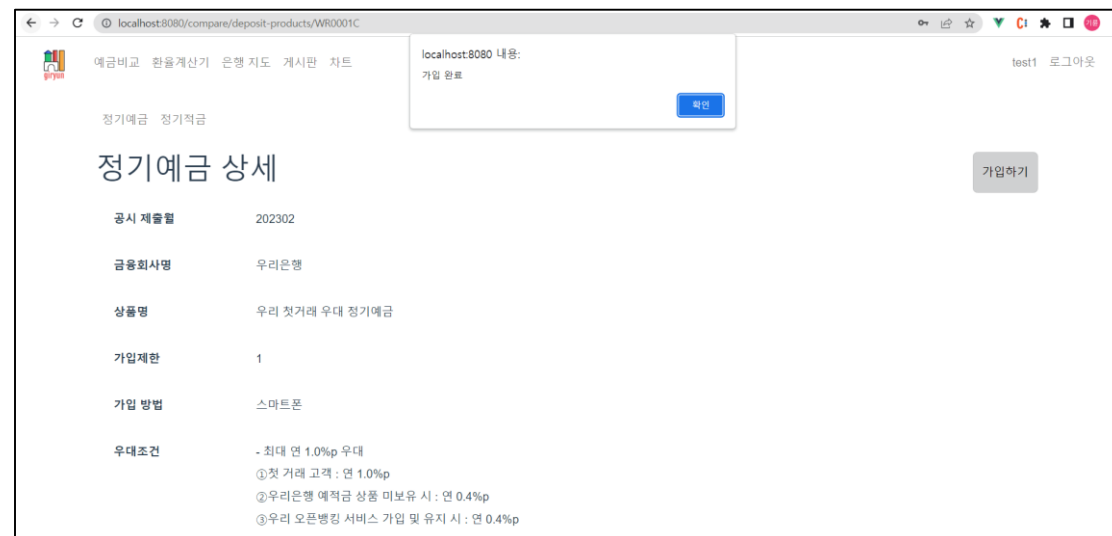 localhost:8080/compare/deposit-products/WR0001C
기륜
giryun
예금비교 환율계산기 은행 지도 게시판 차트
test1 로그아웃
localhost:8080 내용:
가입 완료
확인
정기예금 정기적금
정기예금 상세
가입하기
공시 제출월 202302
금융회사명 우리은행
상품명 우리 첫거래 우대 정기예금
가입제한 1
가입 방법 스마트폰
우대조건 - 최대 연 1.0%p 우대
①첫 거래 고객 : 연 1.0%p
②우리은행 예적금 상품 미보유 시 : 연 0.4%p
③우리 오픈뱅킹 서비스 가입 및 유지 시 : 연 0.4%p